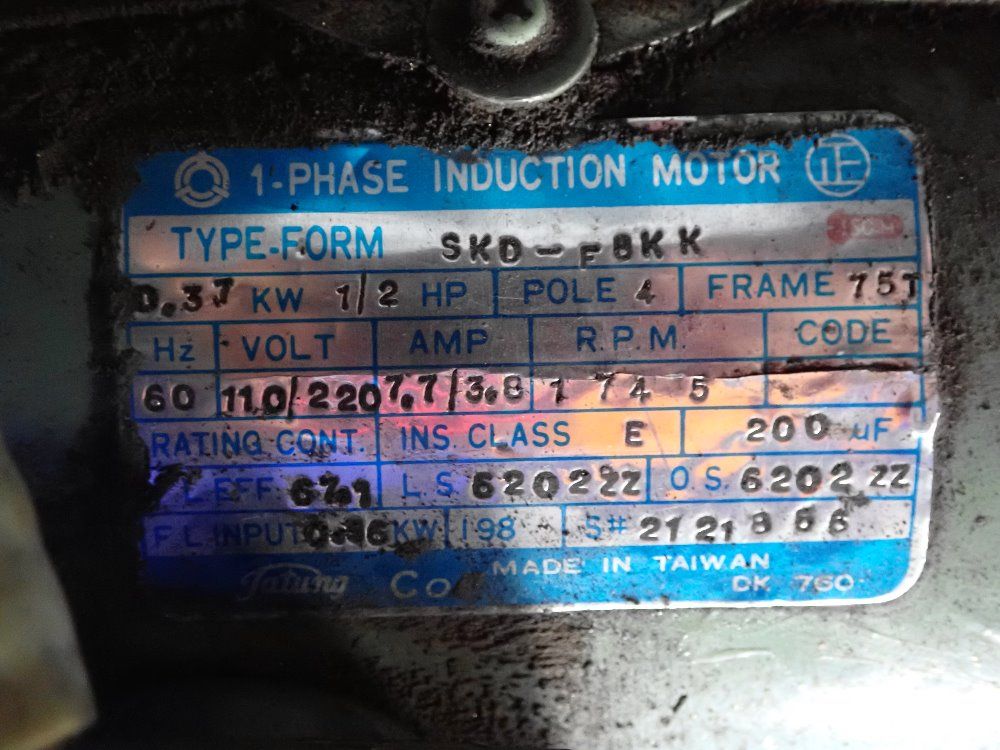 1-PHASE INDUCTION MOTOR
TYPE-FORM SKD-F8KK
0.37 KW 1/2 HP POLE 4 FRAME 75T
Hz VOLT AMP R.P.M. CODE
60 110/220 7.7/3.8 1745
RATING CONT. INS. CLASS E 200 uF
L EFF 67.1 L S 6202ZZ O S. 6202ZZ
F L INPUT KW 198 S#
Tatung Co MADE IN TAIWAN
DK 760